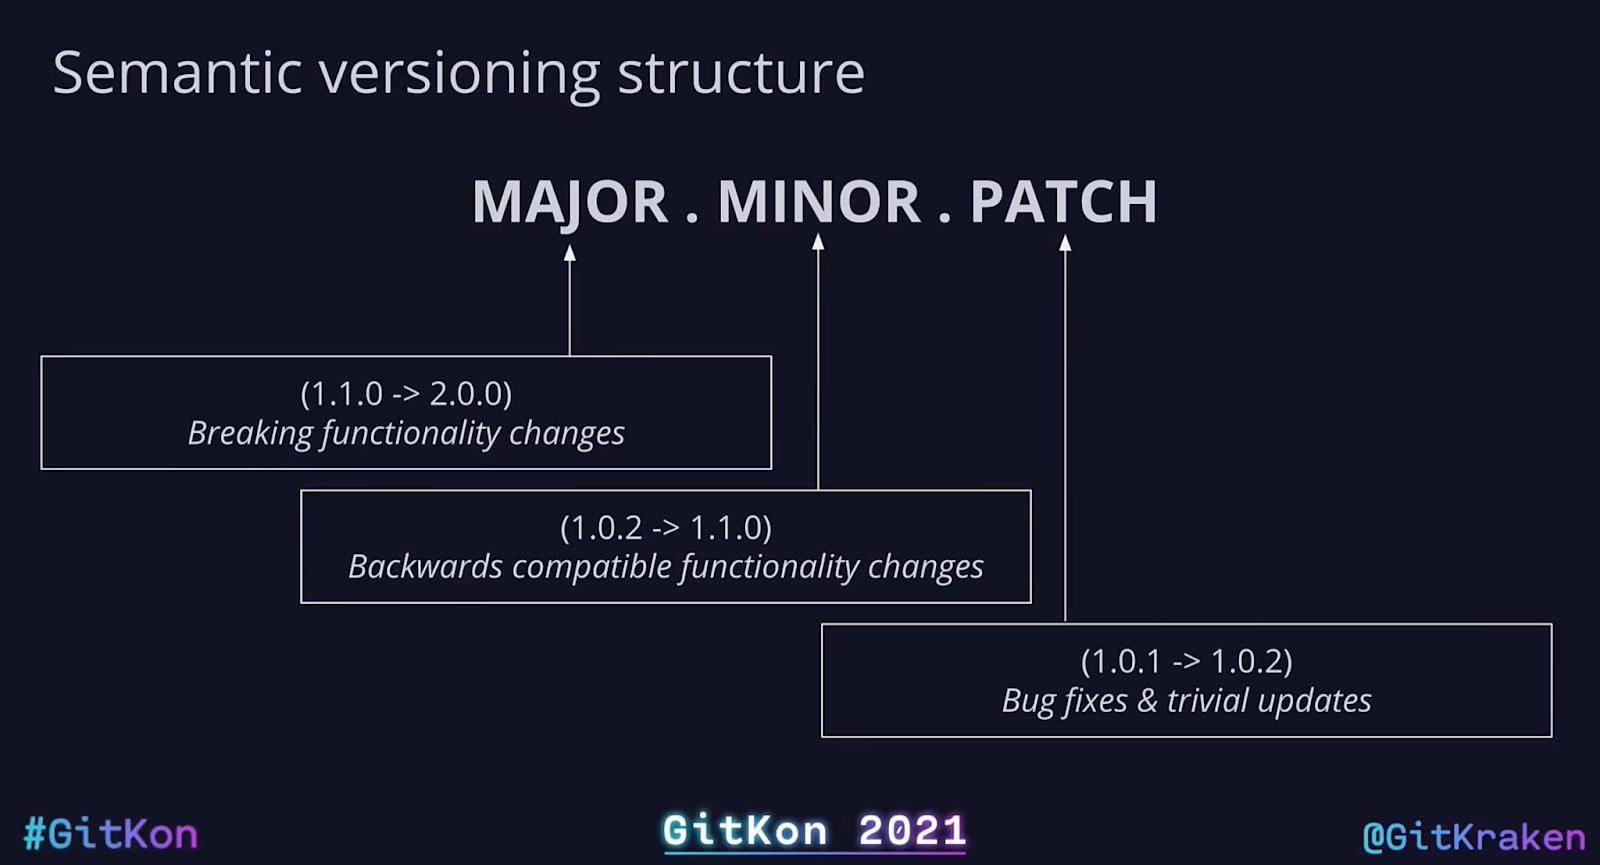 Semantic versioning structure
MAJOR . MINOR . PATCH
(1.1.0 -> 2.0.0)
Breaking functionality changes
(1.0.2 -> 1.1.0)
Backwards compatible functionality changes
(1.0.1 -> 1.0.2)
Bug fixes & trivial updates
#GitKon
GitKon 2021
@GitKraken